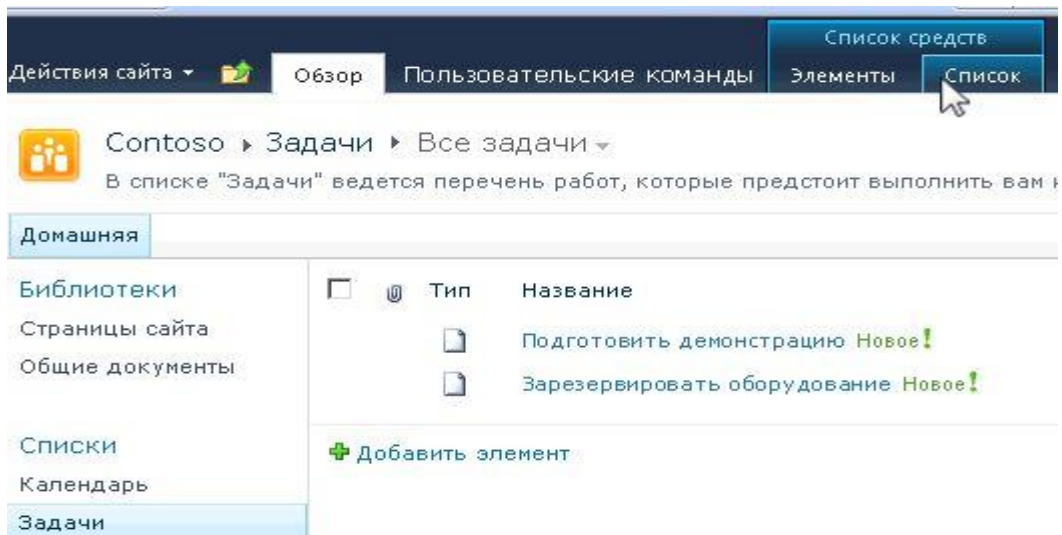 Список средств
Действия сайта Обзор Пользовательские команды Элементы Список
Contoso Задачи Все задачи
В списке "Задачи" ведется перечень работ, которые предстоит выполнить вам
Домашняя
Библиотеки
Страницы сайта
Общие документы
Списки
Календарь
Задачи
Тип Название
Подготовить демонстрацию Новое!
Зарезервировать оборудование Новое!
Добавить элемент